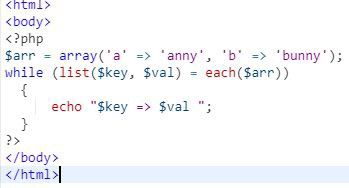 <html>
<body>
<?php
$arr = array('a' => 'anny', 'b' => 'bunny');
while (list($key, $val) = each($arr))
{
echo "$key => $val ";
}
?>
</body>
</html>